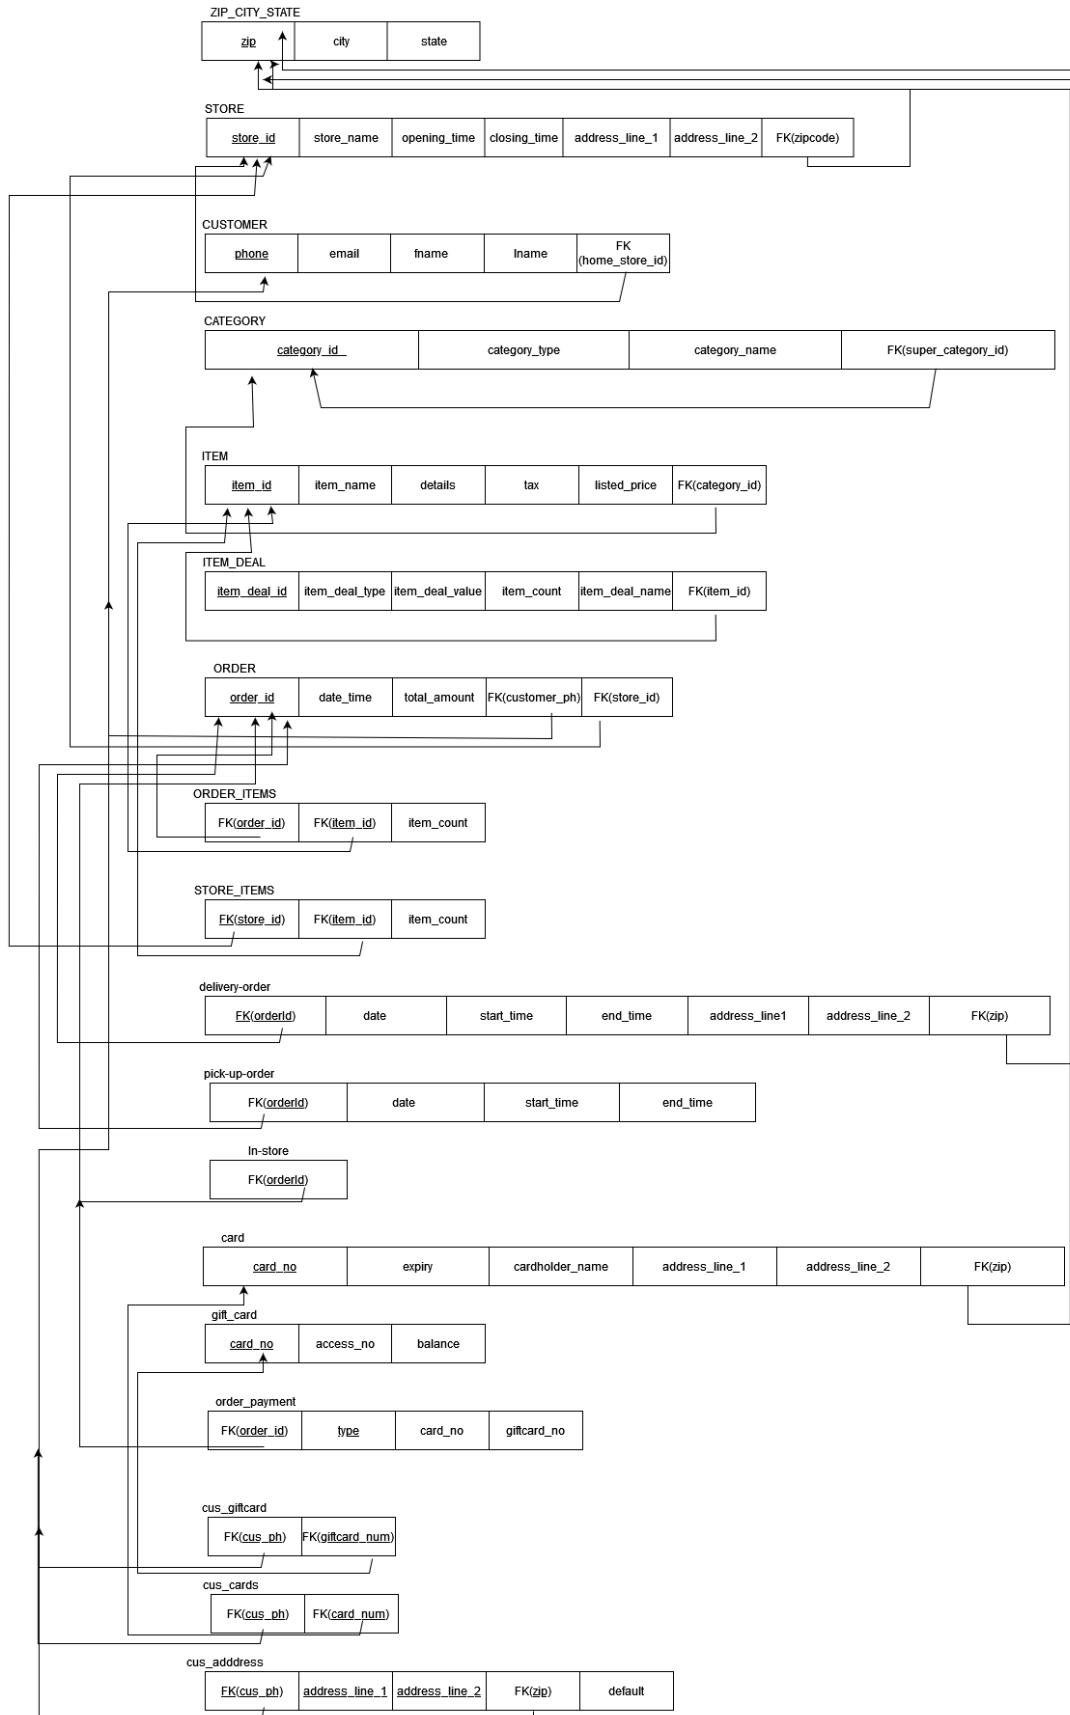 ZIP_CITY_STATE
zip city state
STORE
store_id store_name opening_time closing_time address_line_1 address_line_2 FK(zipcode)
CUSTOMER
phone email fname lname FK
(home_store_id)
CATEGORY
category_id_ category_type category_name FK(super_category_id)
ITEM
item_id item_name details tax listed_price FK(category_id)
ITEM_DEAL
item_deal_id item_deal_type item_deal_value item_count item_deal_name FK(item_id)
ORDER
order_id date_time total_amount FK(customer_ph) FK(store_id)
ORDER_ITEMS
FK(order_id) FK(item_id) item_count
STORE_ITEMS
FK(store_id) FK(item_id) item_count
delivery-order
FK(orderId) date start_time end_time address_line1 address_line_2 FK(zip)
pick-up-order
FK(orderId) date start_time end_time
In-store
FK(orderId)
card
card_no expiry cardholder_name address_line_1 address_line_2 FK(zip)
gift_card
card_no access_no balance
order_payment
FK(order_id) type card_no giftcard_no
cus_giftcard
FK(cus_ph) FK(giftcard_num)
cus_cards
FK(cus_ph) FK(card_num)
cus_adddress
FK(cus_ph) address_line_1 address_line_2 FK(zip) default